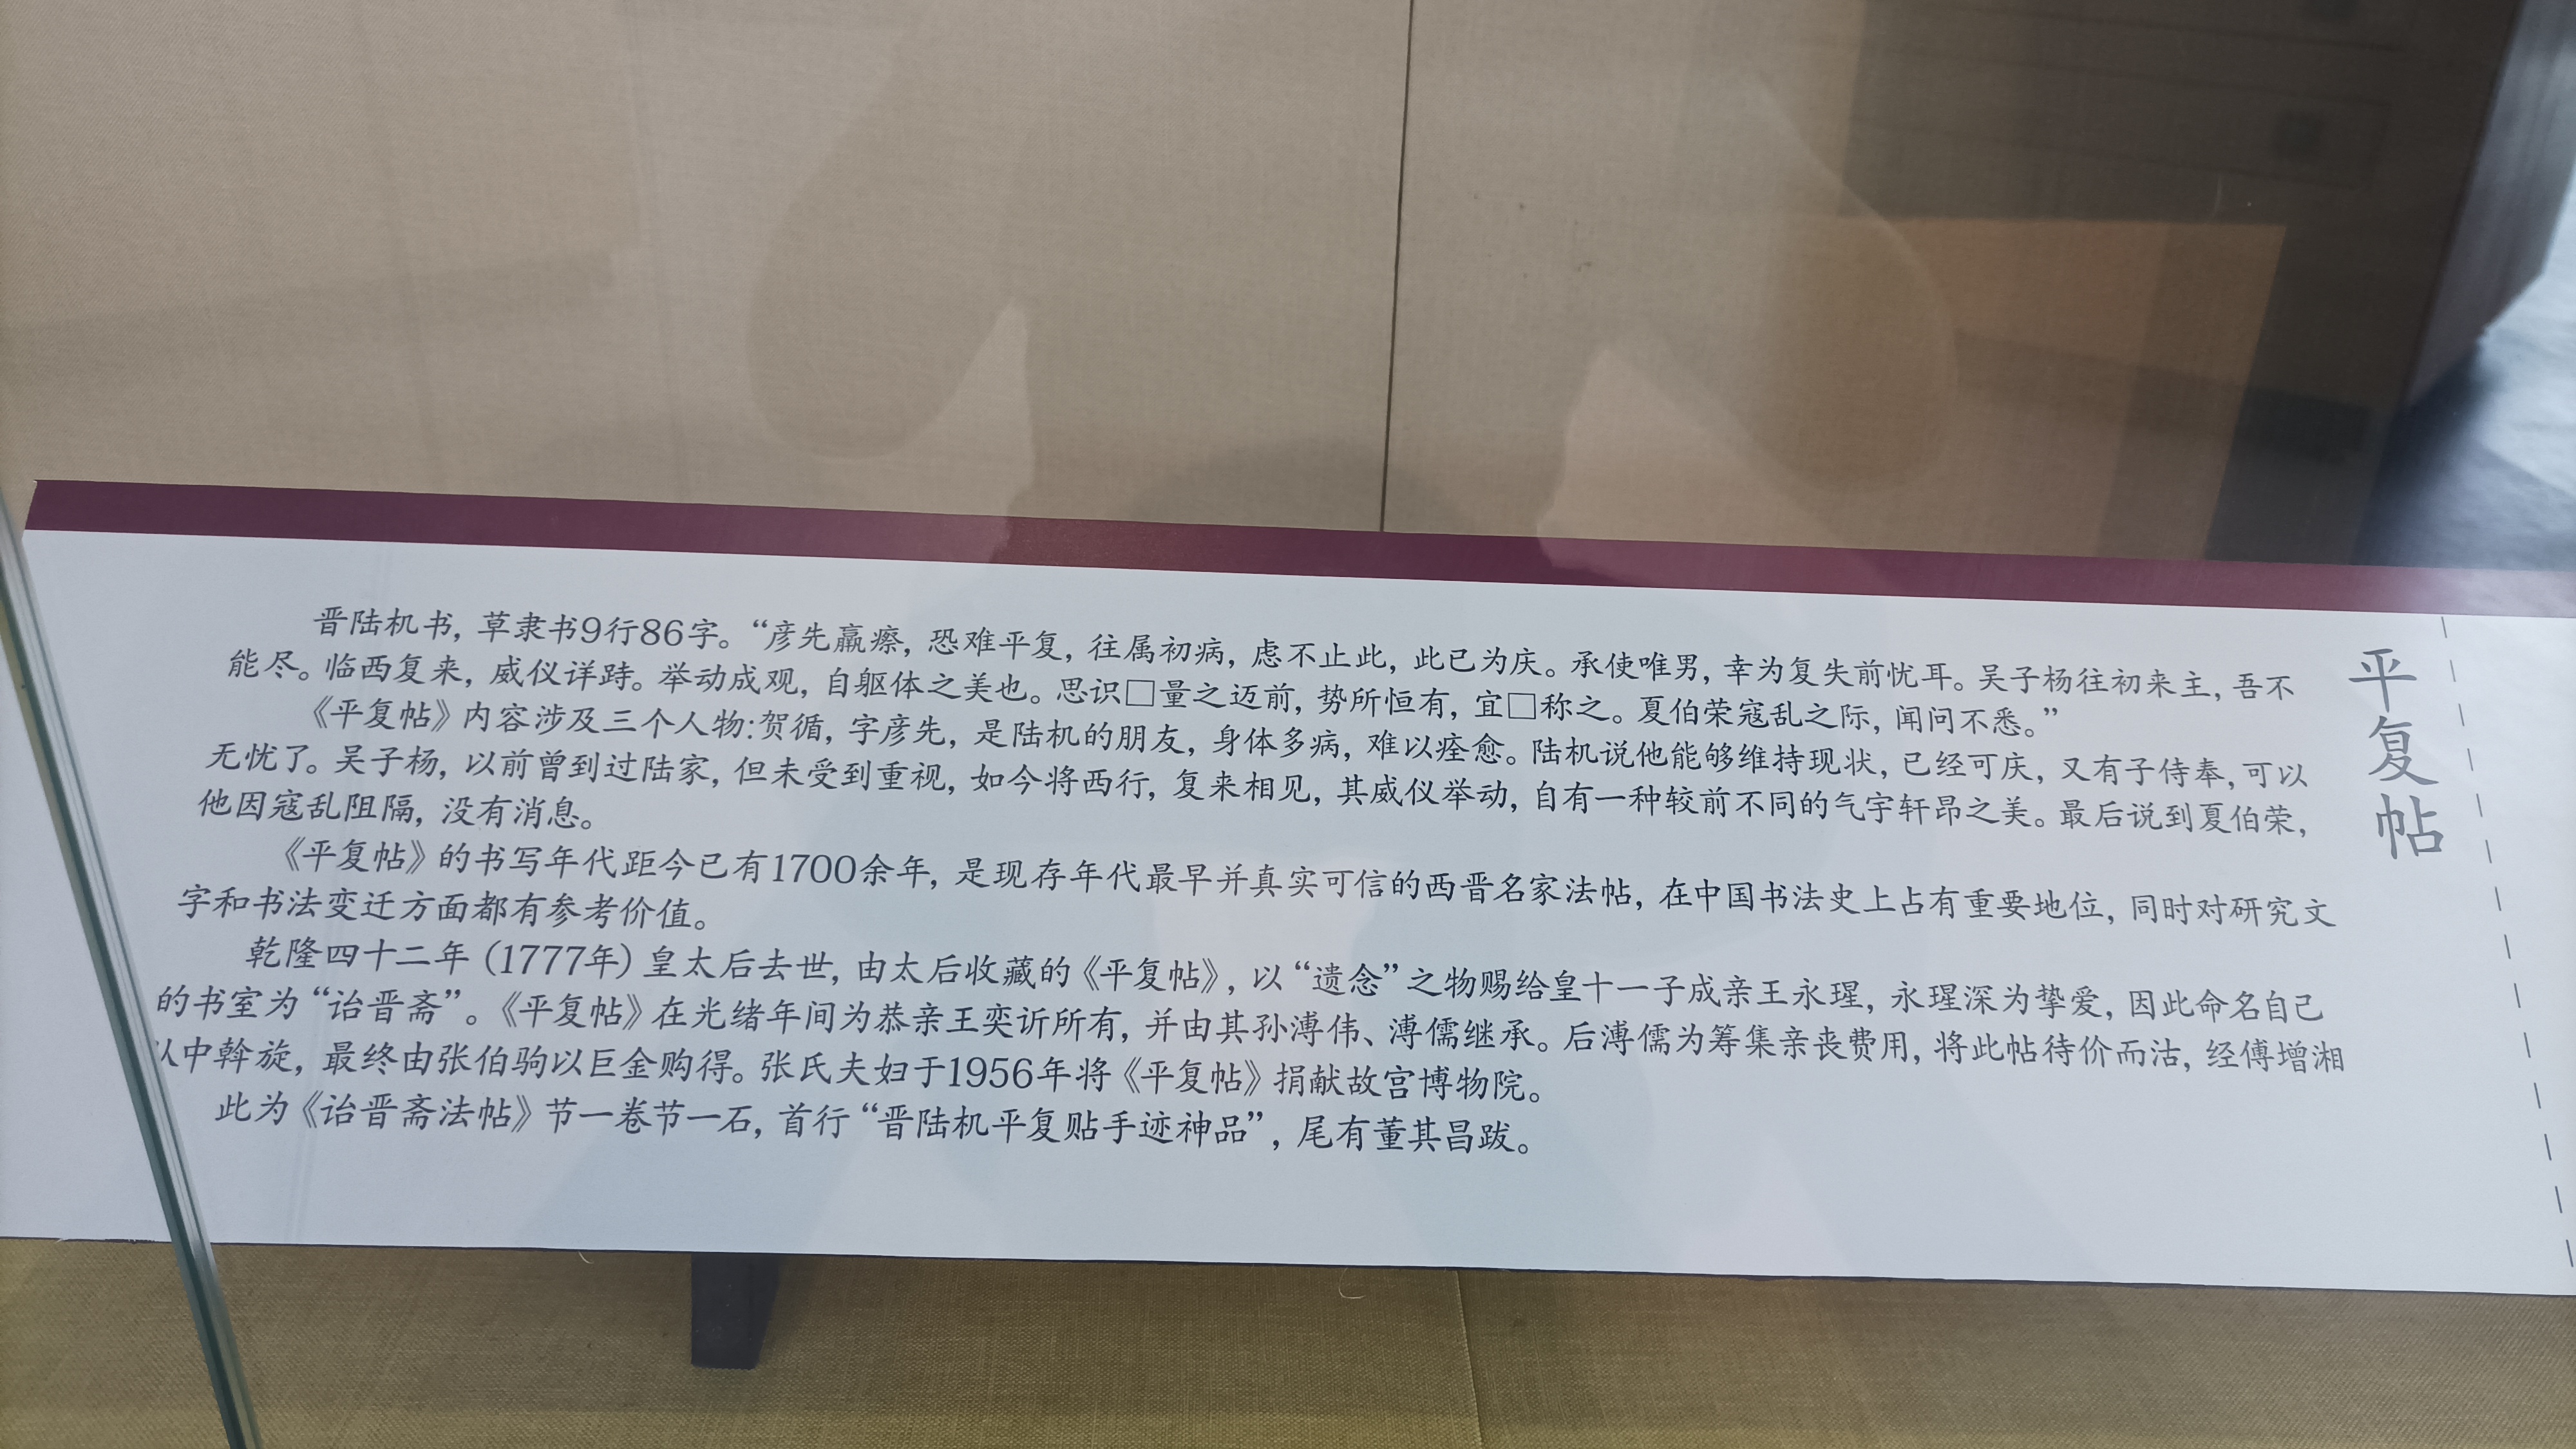 平复帖
晋陆机书，草隶书9行86字。“彦先羸瘵，恐难平复，往属初病，虑不止此，此已为庆。承使唯男，幸为复失前忧耳。吴子杨往初来主，吾不
能尽。临西复来，威仪详跱。举动成观，自躯体之美也。思识□量之迈前，势所恒有，宜□称之。夏伯荣寇乱之际，闻问不悉。”
《平复帖》内容涉及三个人物：贺循，字彦先，是陆机的朋友，身体多病，难以痊愈。陆机说他能够维持现状，已经可庆，又有子侍奉，可以
无忧了。吴子杨，以前曾到过陆家，但未受到重视，如今将西行，复来相见，其威仪举动，自有一种较前不同的气宇轩昂之美。最后说到夏伯荣，
他因寇乱阻隔，没有消息。
《平复帖》的书写年代距今已有1700余年，是现存年代最早并真实可信的西晋名家法帖，在中国书法史上占有重要地位，同时对研究文
字和书法变迁方面都有参考价值。
乾隆四十二年（1777年）皇太后去世，由太后收藏的《平复帖》，以“遗念”之物赐给皇十一子成亲王永瑆，永瑆深为挚爱，因此命名自己
的书室为“诒晋斋”。《平复帖》在光绪年间为恭亲王奕䜣所有，并由其孙溥伟、溥儒继承。后溥儒为筹集亲丧费用，将此帖待价而沽，经傅增湘
从中斡旋，最终由张伯驹以巨金购得。张氏夫妇于1956年将《平复帖》捐献故宫博物院。
此为《诒晋斋法帖》节一卷节一石，首行“晋陆机平复贴手迹神品”，尾有董其昌跋。